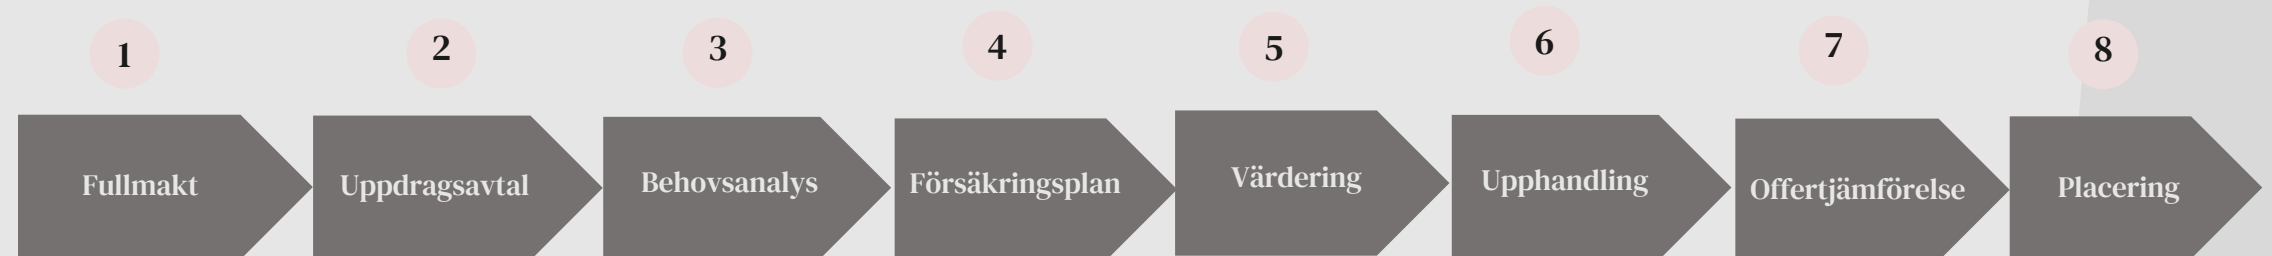 1
2
3
4
5
6
7
8
Fullmakt
Uppdragsavtal
Behovsanalys
Försäkringsplan
Värdering
Upphandling
Offertjämförelse
Placering